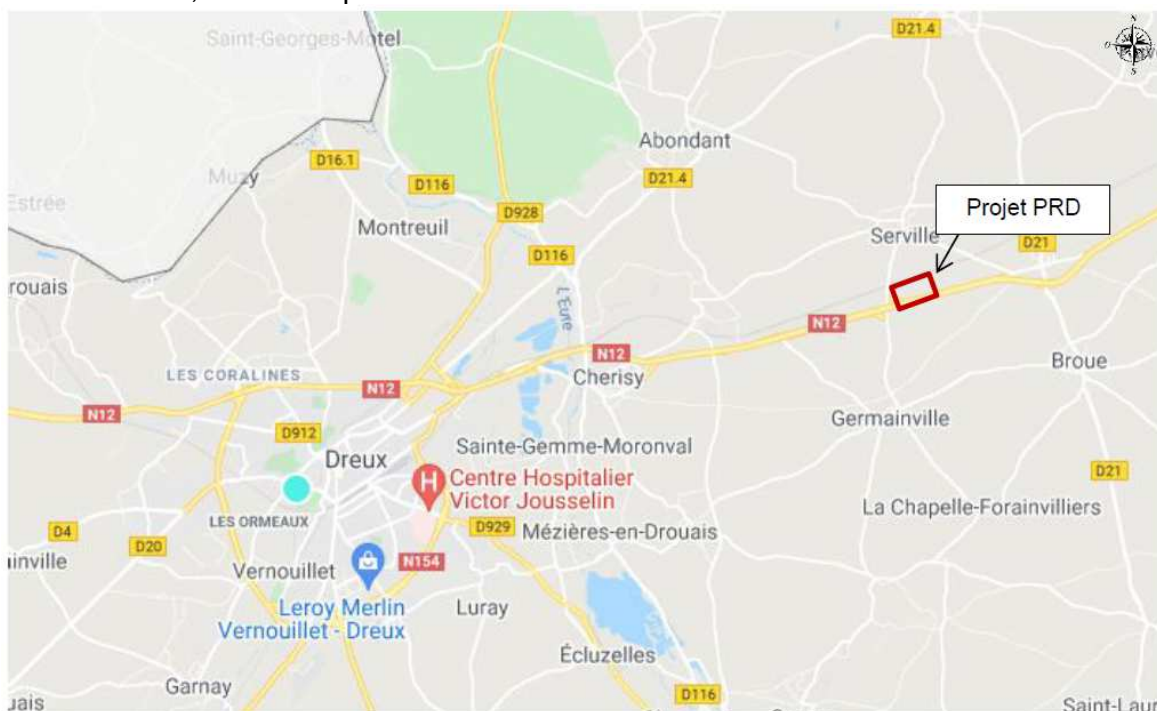 Saint-Georges-Motel
D21.4
N
O
S
Abondant
D16.1
Muzy
D116
D21.4
Estrée
D928
Projet PRD
Montreuil
Serville
D21
D116
rouais
L'Eure
N12
N12
LES CORALINES
Cherisy
Broue
N12
N12
Germainville
D912
Sainte-Gemme-Moronval
Dreux
H
Centre Hospitalier
Victor Jousselin
D21
La Chapelle-Forainvilliers
LES ORMEAUX
D929
Mézières-en-Drouais
D4
D20
inville
N154
Vernouillet
Leroy Merlin
Vernouillet - Dreux
Luray
Écluzelles
Garnay
D116
uais
Saint-Laur